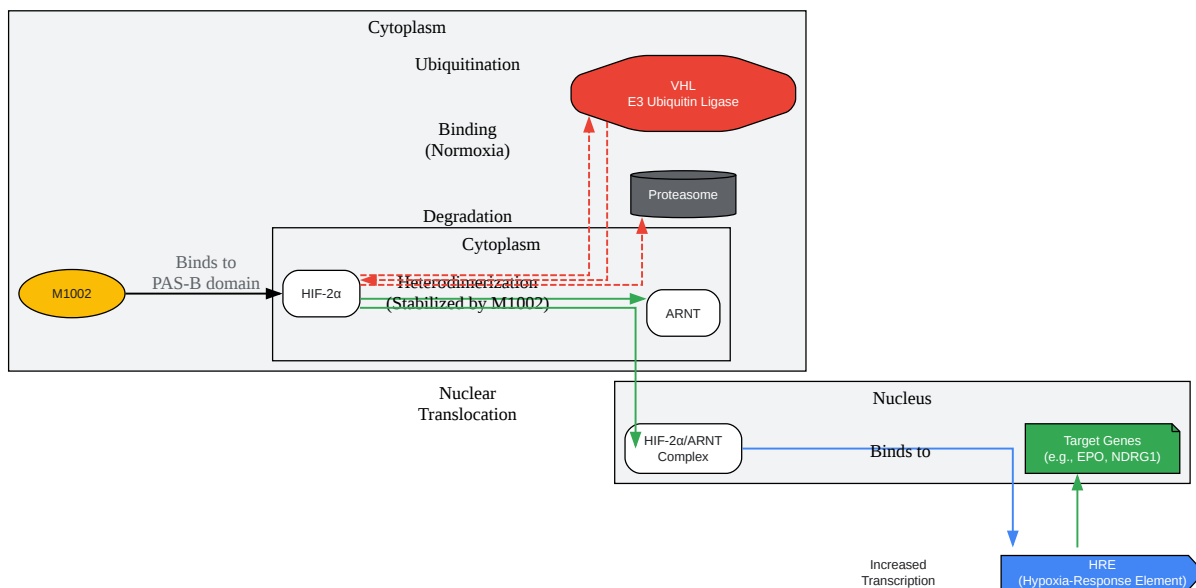 Cytoplasm
Ubiquitination
VHL
E3 Ubiquitin Ligase
Binding
(Normoxia)
Proteasome
Degradation
Cytoplasm
Binds to
PAS-B domain
M1002
HIF-2α
Heterodimerization
(Stabilized by M1002)
ARNT
Nuclear
Translocation
Nucleus
HIF-2α/ARNT
Complex
Binds to
Target Genes
(e.g., EPO, NDRG1)
Increased
Transcription
HRE
(Hypoxia-Response Element)